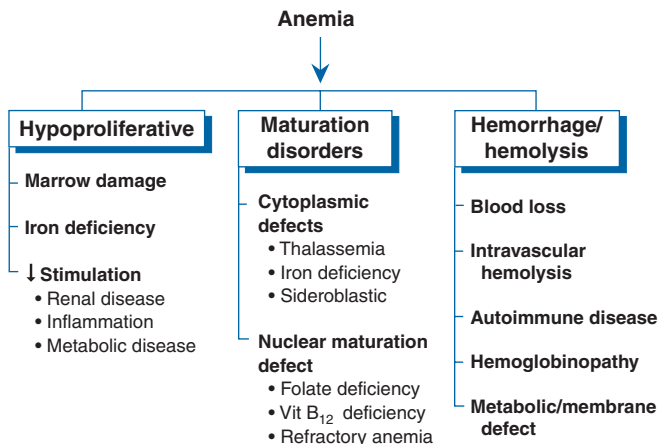 Anemia
Hypoproliferative
Marrow damage
Iron deficiency
↓ Stimulation
• Renal disease
• Inflammation
• Metabolic disease
Maturation
disorders
Cytoplasmic
defects
• Thalassemia
• Iron deficiency
• Sideroblastic
Nuclear maturation
defect
• Folate deficiency
• Vit B₁₂ deficiency
• Refractory anemia
Hemorrhage/
hemolysis
Blood loss
Intravascular
hemolysis
Autoimmune disease
Hemoglobinopathy
Metabolic/membrane
defect